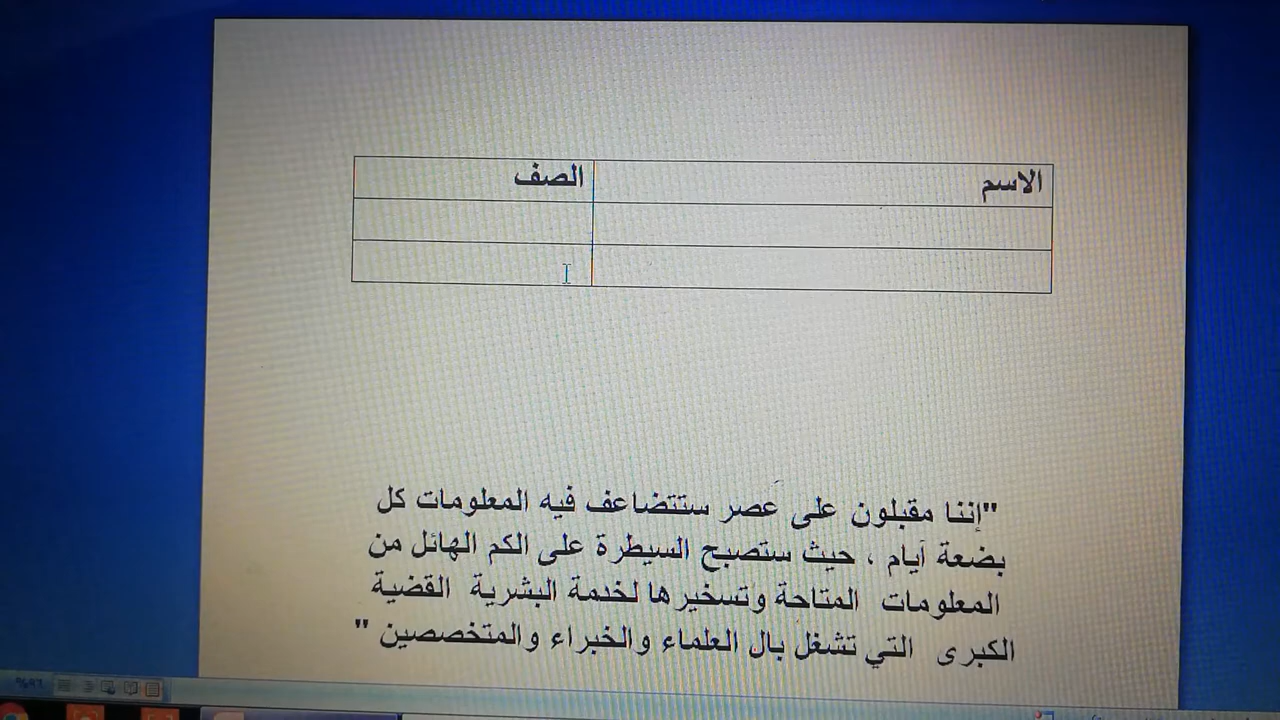 الاسم الصف
"إننا مقبلون على عَصر ستتضاعف فيه المعلومات كل
بضعة أيام ، حيث ستصبح السيطرة على الكم الهائل من
المعلومات المتاحة وتسخيرها لخدمة البشرية القضية
الكبرى التي تشغل بال العلماء والخبراء والمتخصصين "